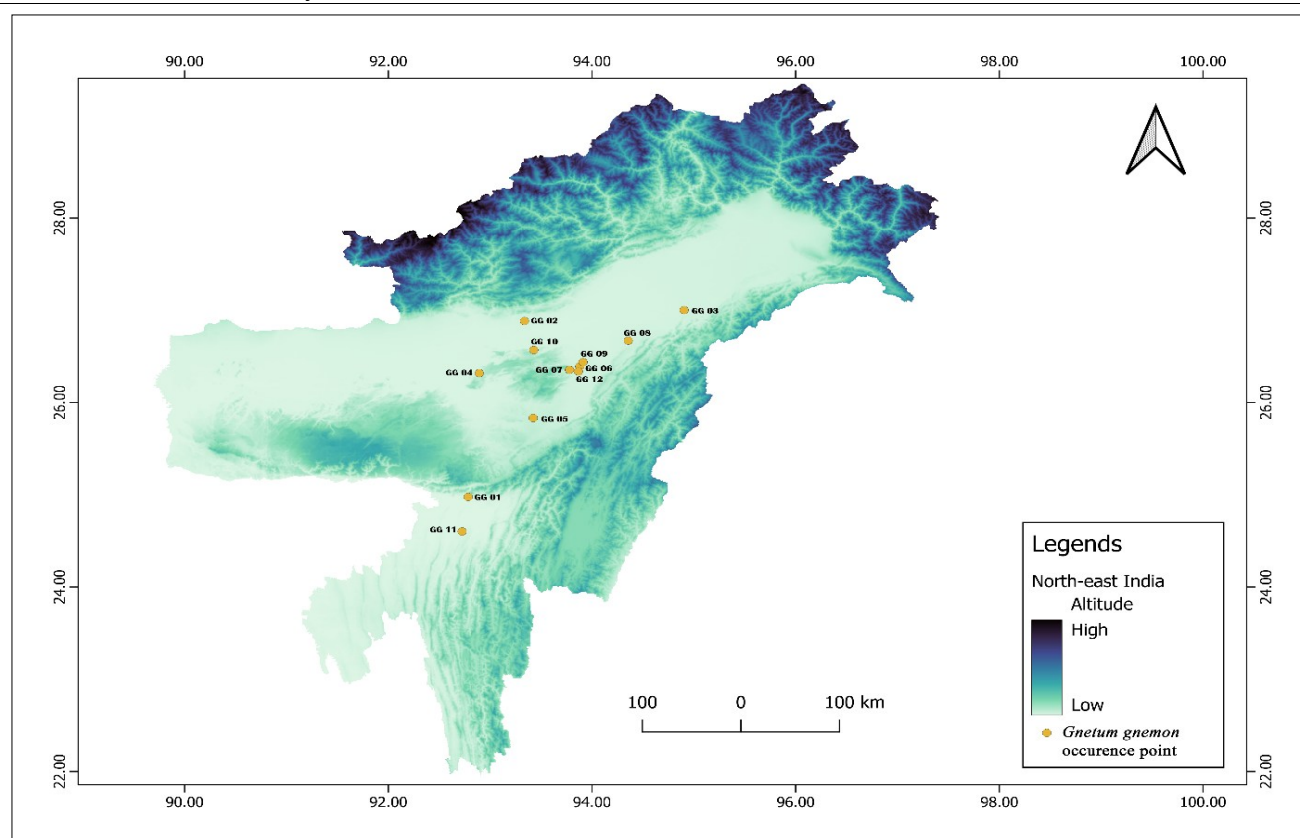 90.00 92.00 94.00 96.00 98.00 100.00
28.00 28.00
GG 03
GG 02
GG 08
GG 10
GG 09
GG 07 GG 06
GG 04
GG 12
26.00 26.00
GG 05
GG 01
GG 11
Legends
North-east India
Altitude
High
Low
Gnetum gnemon
occurence point
24.00 24.00
100 0 100 km
22.00 22.00
90.00 92.00 94.00 96.00 98.00 100.00